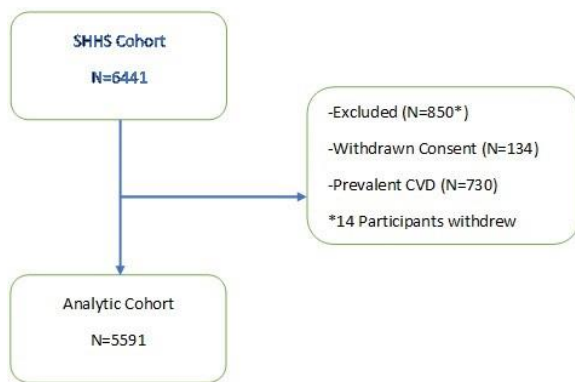 SHHS Cohort
N=6441
-Excluded (N=850*)
-Withdrawn Consent (N=134)
-Prevalent CVD (N=730)
*14 Participants withdrew
Analytic Cohort
N=5591